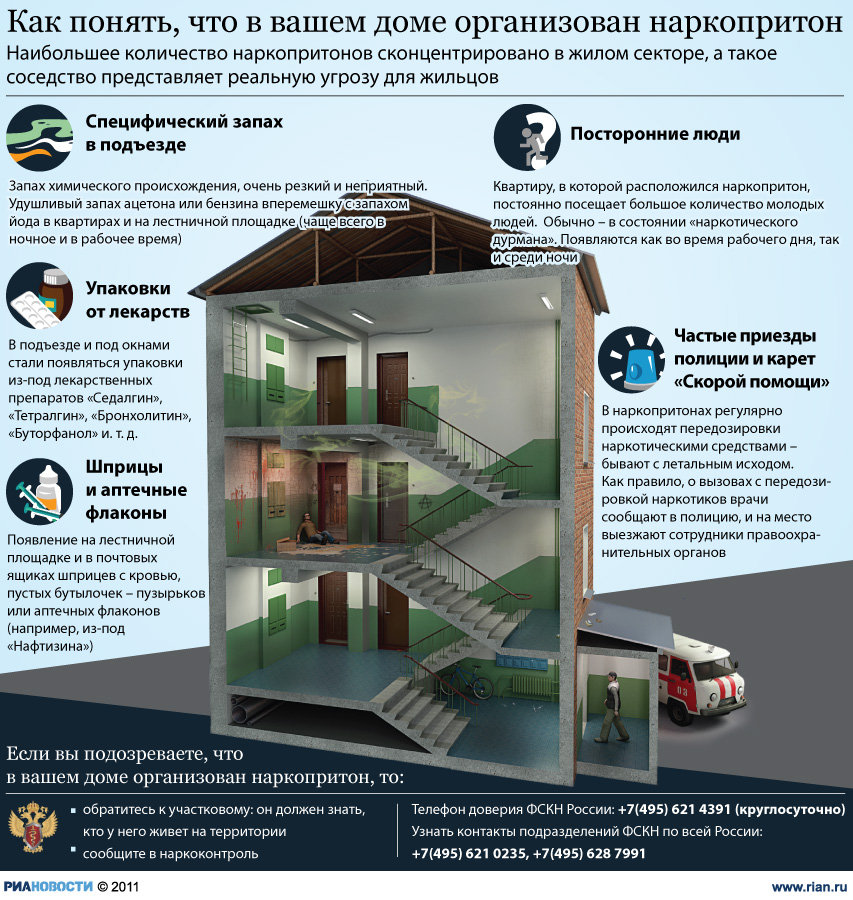 Как понять, что в вашем доме организован наркопритон
Наибольшее количество наркопритонов сконцентрировано в жилом секторе, а такое
соседство представляет реальную угрозу для жильцов
Специфический запах
в подъезде
Запах химического происхождения, очень резкий и неприятный.
Удушливый запах ацетона или бензина вперемешку с запахом
йода в квартирах и на лестничной площадке (чаще всего в
ночное и в рабочее время)
?
Посторонние люди
Квартиру, в которой расположился наркопритон,
постоянно посещает большое количество молодых
людей. Обычно – в состоянии «наркотического
дурмана». Появляются как во время рабочего дня, так
и среди ночи
Упаковки
от лекарств
В подъезде и под окнами
стали появляться упаковки
из-под лекарственных
препаратов «Седалгин»,
«Тетралгин», «Бронхолитин»,
«Буторфанол» и. т. д.
Частые приезды
полиции и карет
«Скорой помощи»
В наркопритонах регулярно
происходят передозировки
наркотическими средствами –
бывают с летальным исходом.
Как правило, о вызовах с передози-
ровкой наркотиков врачи
сообщают в полицию, и на место
выезжают сотрудники правоохра-
нительных органов
Шприцы
и аптечные
флаконы
Появление на лестничной
площадке и в почтовых
ящиках шприцев с кровью,
пустых бутылочек – пузырьков
или аптечных флаконов
(например, из-под
«Нафтизина»)
03
Если вы подозреваете, что
в вашем доме организован наркопритон, то:
▪ обратитесь к участковому: он должен знать,
кто у него живет на территории
▪ сообщите в наркоконтроль
Телефон доверия ФСКН России: +7(495) 621 4391 (круглосуточно)
Узнать контакты подразделений ФСКН по всей России:
+7(495) 621 0235, +7(495) 628 7991
РИАНОВОСТИ © 2011
www.rian.ru